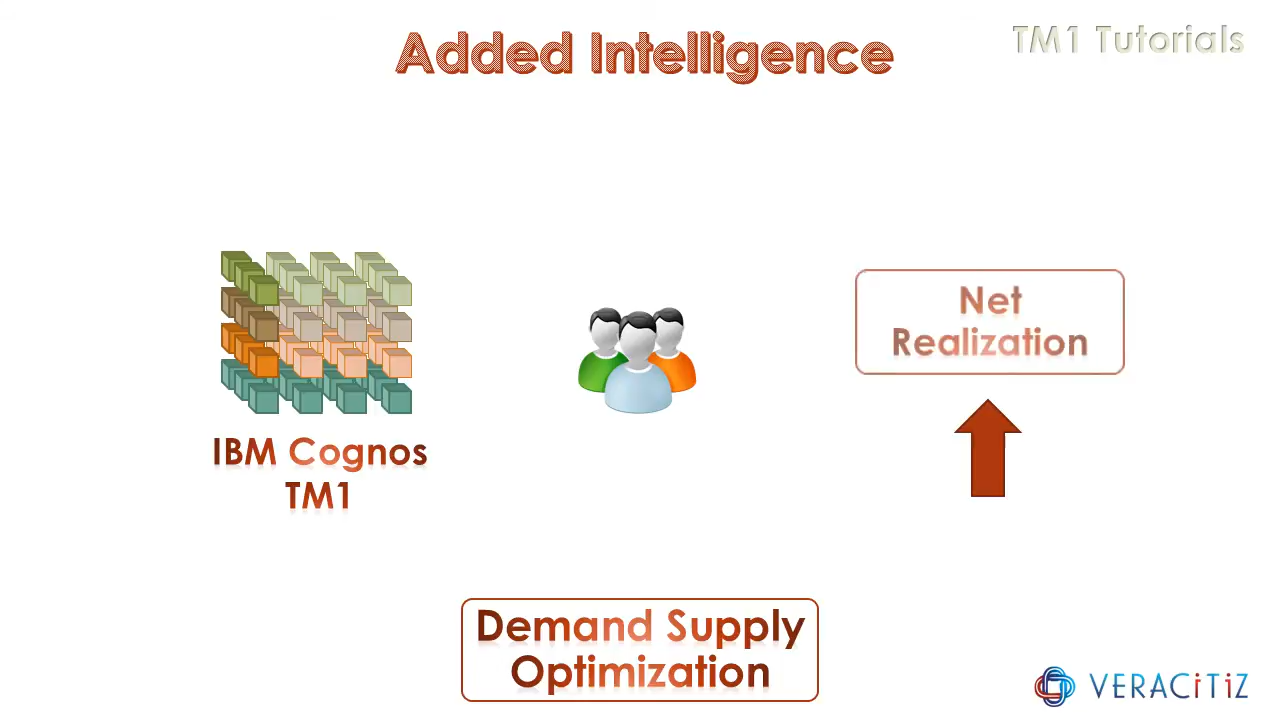 Added Intelligence
TM1 Tutorials
Net
Realization
IBM Cognos
TM1
Demand Supply
Optimization
VERACiTiZ